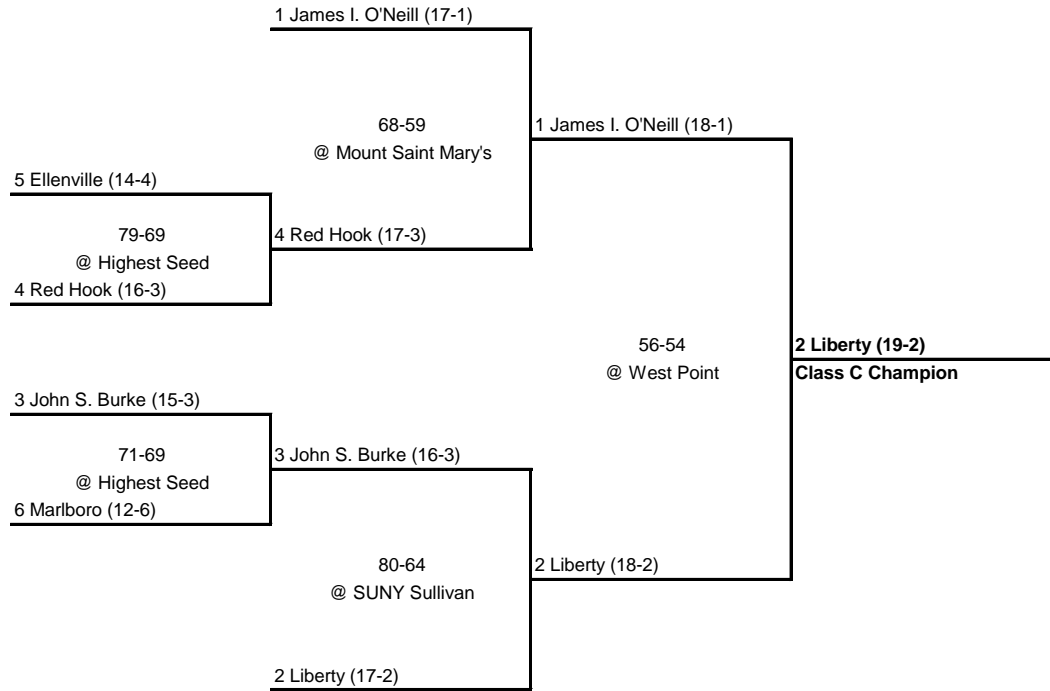 1 James I. O'Neill (17-1)
68-59
@ Mount Saint Mary's
1 James I. O'Neill (18-1)
5 Ellenville (14-4)
79-69
@ Highest Seed
4 Red Hook (17-3)
4 Red Hook (16-3)
56-54
@ West Point
2 Liberty (19-2)
Class C Champion
3 John S. Burke (15-3)
71-69
@ Highest Seed
3 John S. Burke (16-3)
6 Marlboro (12-6)
80-64
@ SUNY Sullivan
2 Liberty (18-2)
2 Liberty (17-2)